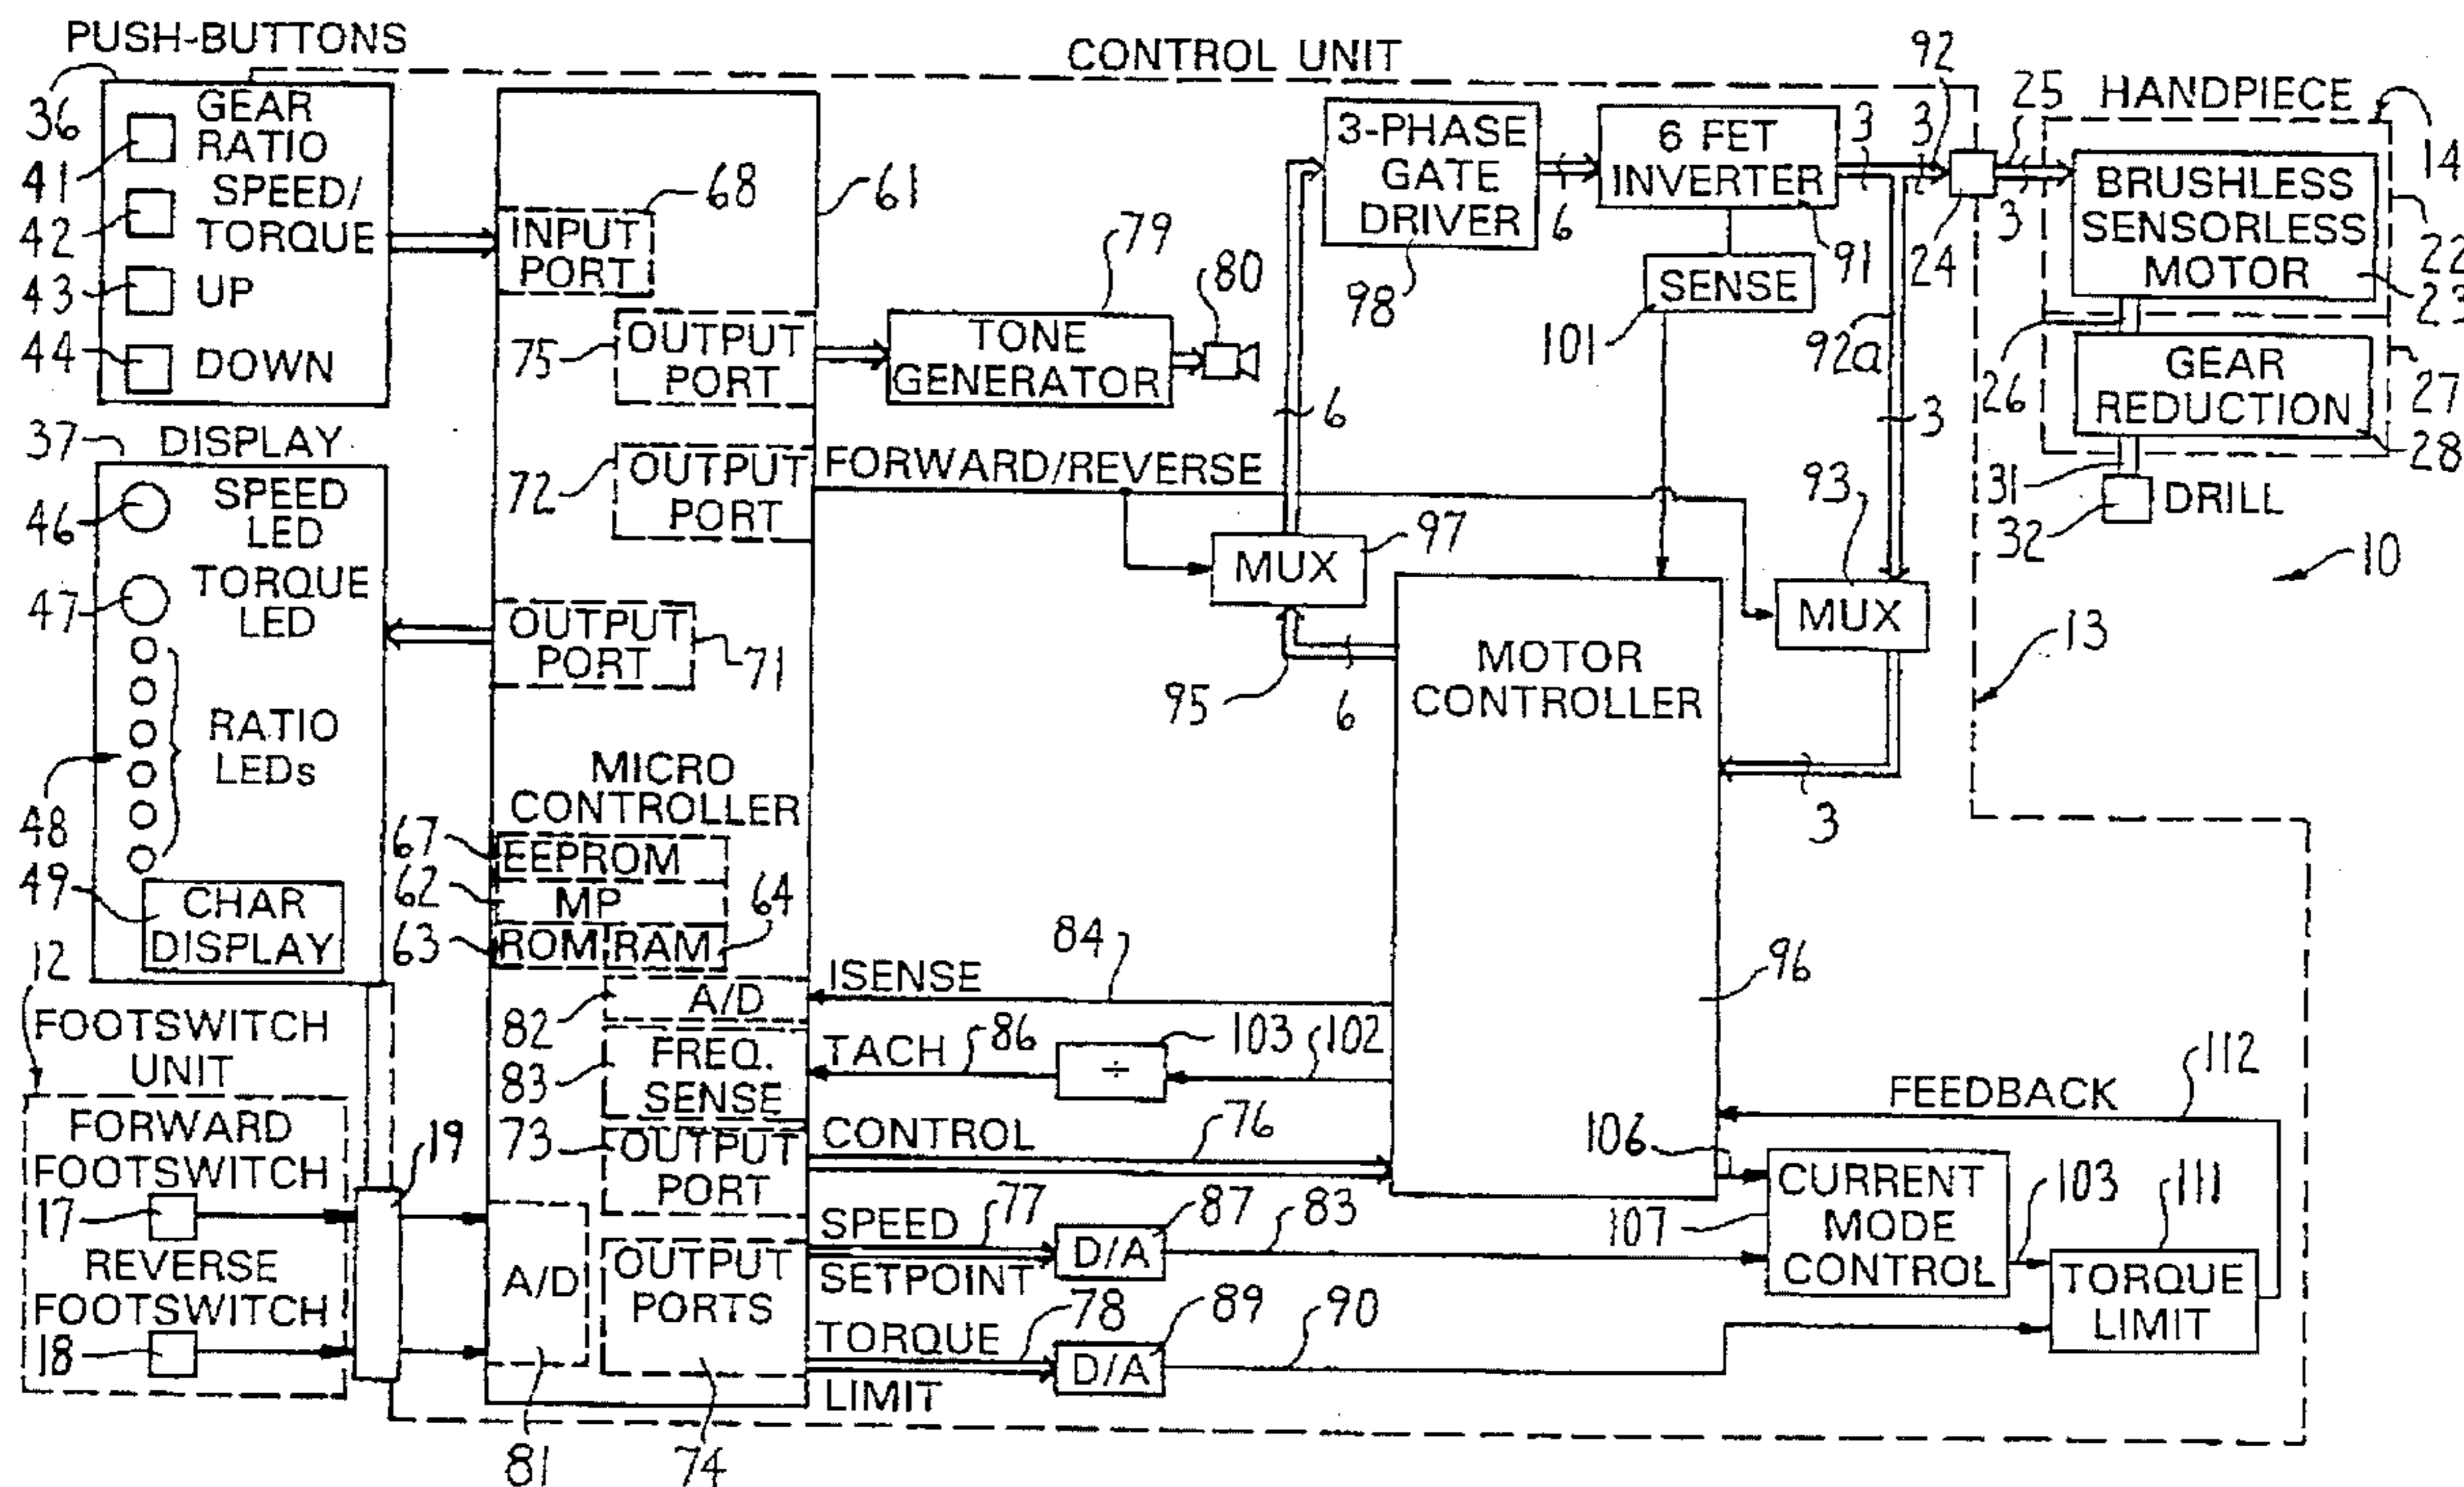 PUSH-BUTTONS
36
GEAR
RATIO
41
SPEED/
TORQUE
42
43
UP
44
DOWN
37
DISPLAY
46
SPEED
LED
47
TORQUE
LED
48
RATIO
LEDs
49
CHAR
DISPLAY
12
FOOTSWITCH
UNIT
FORWARD
FOOTSWITCH
17
REVERSE
FOOTSWITCH
18
19
CONTROL UNIT
61
68
INPUT
PORT
75
OUTPUT
PORT
79
TONE
GENERATOR
80
72
OUTPUT
PORT
FORWARD/REVERSE
OUTPUT
PORT
71
MICRO
CONTROLLER
67
EEPROM
62
MP
64
63
ROM
RAM
82
A/D
ISENSE
84
83
FREQ.
SENSE
TACH
86
÷
103
102
73
OUTPUT
PORT
CONTROL
76
A/D
81
OUTPUT
PORTS
74
SPEED
SETPOINT
77
D/A
87
83
TORQUE
LIMIT
78
D/A
89
90
3-PHASE
GATE
DRIVER
98
6
6 FET
INVERTER
91
3
3
92
SENSE
101
92a
3
24
25
3
6
MUX
97
95
6
MUX
93
3
MOTOR
CONTROLLER
96
FEEDBACK
112
106
CURRENT
MODE
CONTROL
107
103
111
TORQUE
LIMIT
HANDPIECE
14
BRUSHLESS
SENSORLESS
MOTOR
22
23
26
GEAR
REDUCTION
27
28
31
32
DRILL
10
13